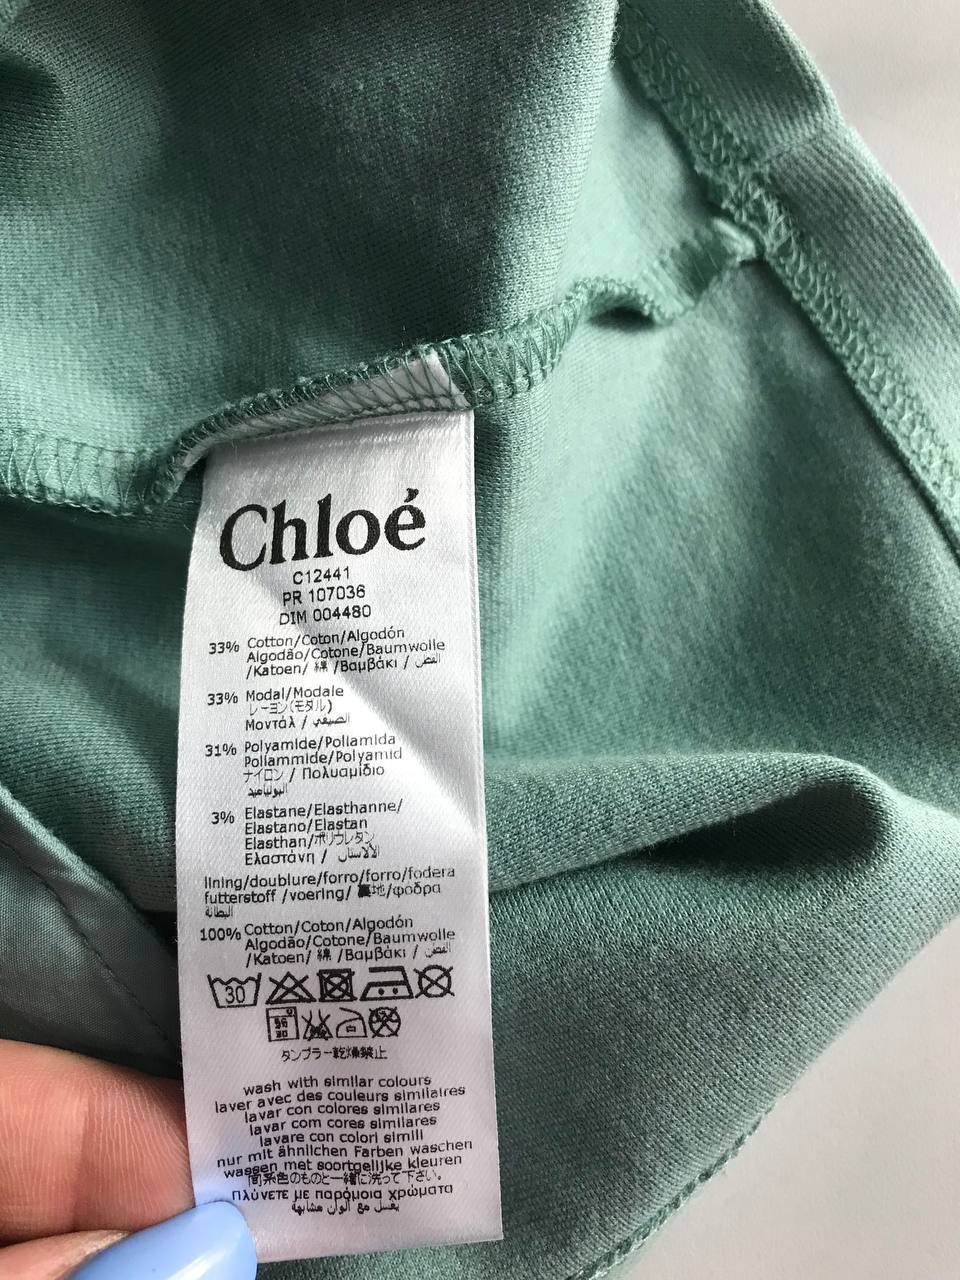 Chloé
C12441
PR 107036
DIM 004480
33% Cotton/Coton/Algodón
Algodão/Cotone/Baumwolle
/Katoen/ 綿 /Βαμβάκι / القطن
33% Modal/Modale
レーヨン(モダル)
Μοντάλ /
31% Polyamide/Poliamida
Poliammide/Polyamid
ナイロン / Πολυαμίδιο
البولياميد
3% Elastane/Elasthanne/
Elastano/Elastan
Elasthan/ポリウレタン
Ελαστάνη / الألاستان
lining/doublure/forro/forro/fodera
futterstoff /voering/ 裏地/φόδρα
البطانة
100% Cotton/Coton/Algodón
Algodão/Cotone/Baumwolle
/Katoen/ 綿 /Βαμβάκι / القطن
30
タンブラー乾燥禁止
wash with similar colours
laver avec des couleurs similaires
lavar con colores similares
lavar com cores similares
lavare con colori simili
nur mit ähnlichen Farben waschen
wassen met soortgelijke kleuren
同系色のものと一緒に洗って下さい。
πλύνετε με παρόμοια χρώματα
يغسل مع ألوان مشابهة